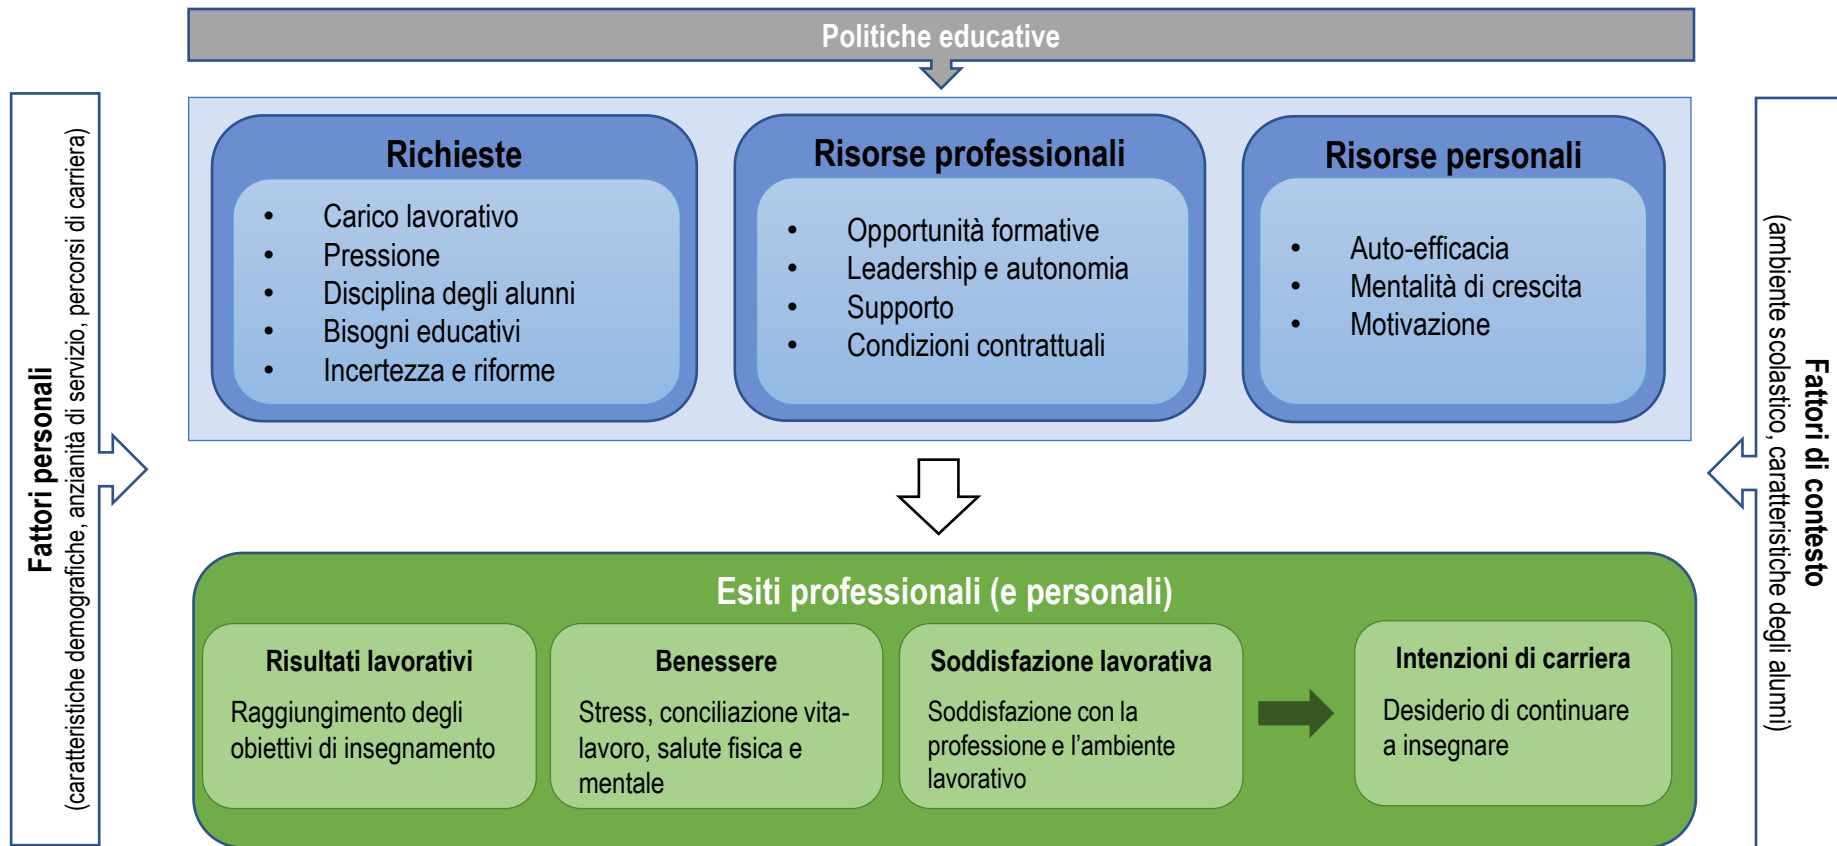 Politiche educative
Fattori personali
(caratteristiche demografiche, anzianità di servizio, percorsi di carriera)
Richieste
• Carico lavorativo
• Pressione
• Disciplina degli alunni
• Bisogni educativi
• Incertezza e riforme
Risorse professionali
• Opportunità formative
• Leadership e autonomia
• Supporto
• Condizioni contrattuali
Risorse personali
• Auto-efficacia
• Mentalità di crescita
• Motivazione
Fattori di contesto
(ambiente scolastico, caratteristiche degli alunni)
Esiti professionali (e personali)
Risultati lavorativi
Raggiungimento degli
obiettivi di insegnamento
Benessere
Stress, conciliazione vita-
lavoro, salute fisica e
mentale
Soddisfazione lavorativa
Soddisfazione con la
professione e l’ambiente
lavorativo
Intenzioni di carriera
Desiderio di continuare
a insegnare